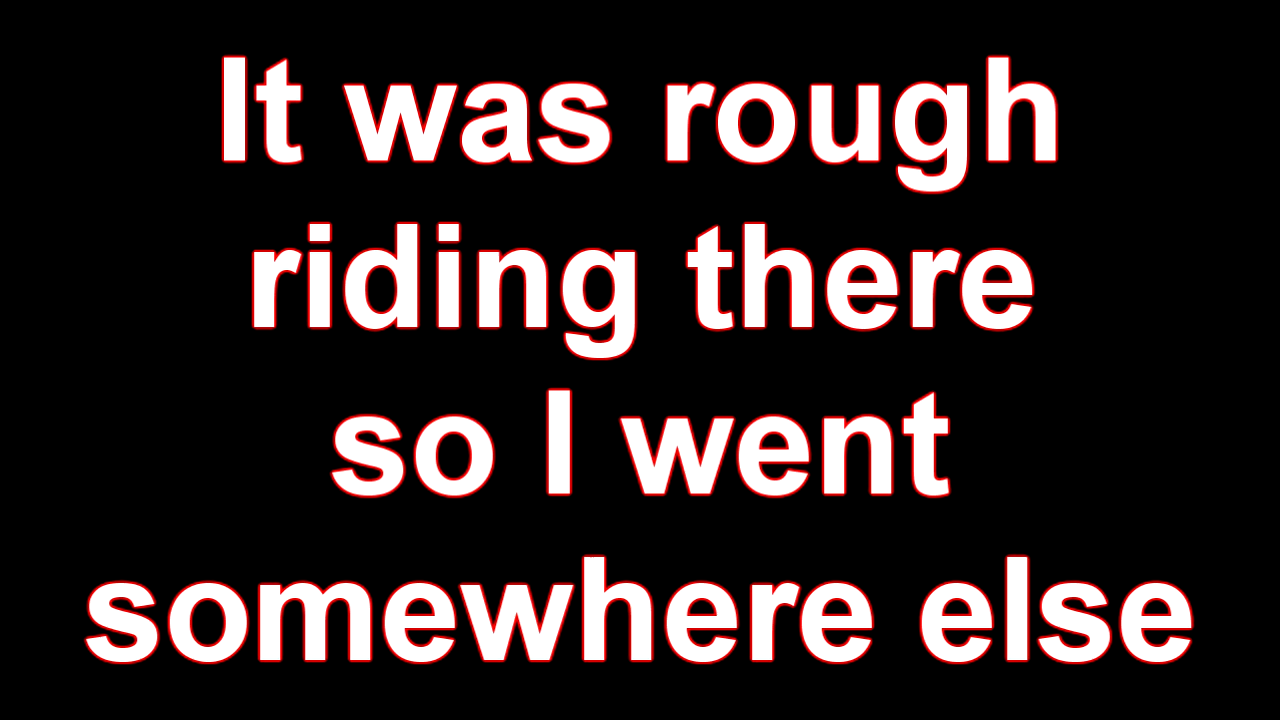 It was rough
riding there
so I went
somewhere else